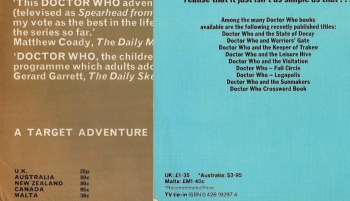 'This DOCTOR WHO adven
(televised as Spearhead from
my vote as the best in the life
the series so far.'
Matthew Coady, The Daily M
'DOCTOR WHO, the childre
programme which adults ado
Gerard Garrett, The Daily Ske
A TARGET ADVENTURE
U.K. 25p
AUSTRALIA 80c
NEW ZEALAND 80c
CANADA 95c
MALTA 30c
realise that it just isn't as simple as that . . .
Among the many Doctor Who books
available are the following recently published titles:
Doctor Who and the State of Decay
Doctor Who and Warriors' Gate
Doctor Who and the Keeper of Traken
Doctor Who and the Leisure Hive
Doctor Who and the Visitation
Doctor Who – Full Circle
Doctor Who – Logopolis
Doctor Who and the Sunmakers
Doctor Who Crossword Book
UK: £1·35 *Australia: $3·95
Malta: £M1·40c
*Recommended Price
TV tie-in ISBN 0 426 19297 4